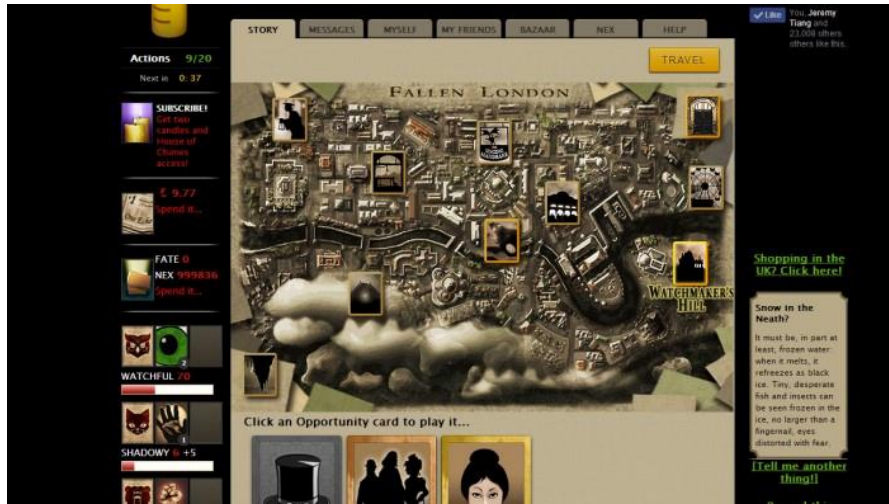 Actions 9/20
Next in 0: 37
SUBSCRIBE!
Get two
candles and
House of
Chimes
access!
£ 9.77
Spend it...
FATE 0
NEX 999836
Spend it...
2
WATCHFUL 70
1
SHADOWY 6 +5
STORY MESSAGES MYSELF MY FRIENDS BAZAAR NEX HELP
TRAVEL
FALLEN LONDON
WATCHMAKER'S
HILL
Click an Opportunity card to play it...
Like
You, Jeremy
Tiang and
23,008 others
others like this.
Shopping in the
UK? Click here!
Snow in the
Neath?
It must be, in part at
least, frozen water:
when it melts, it
refreezes as black
ice. Tiny, desperate
fish and insects can
be seen frozen in the
ice, no larger than a
fingernail, eyes
distorted with fear.
[Tell me another
thing!]